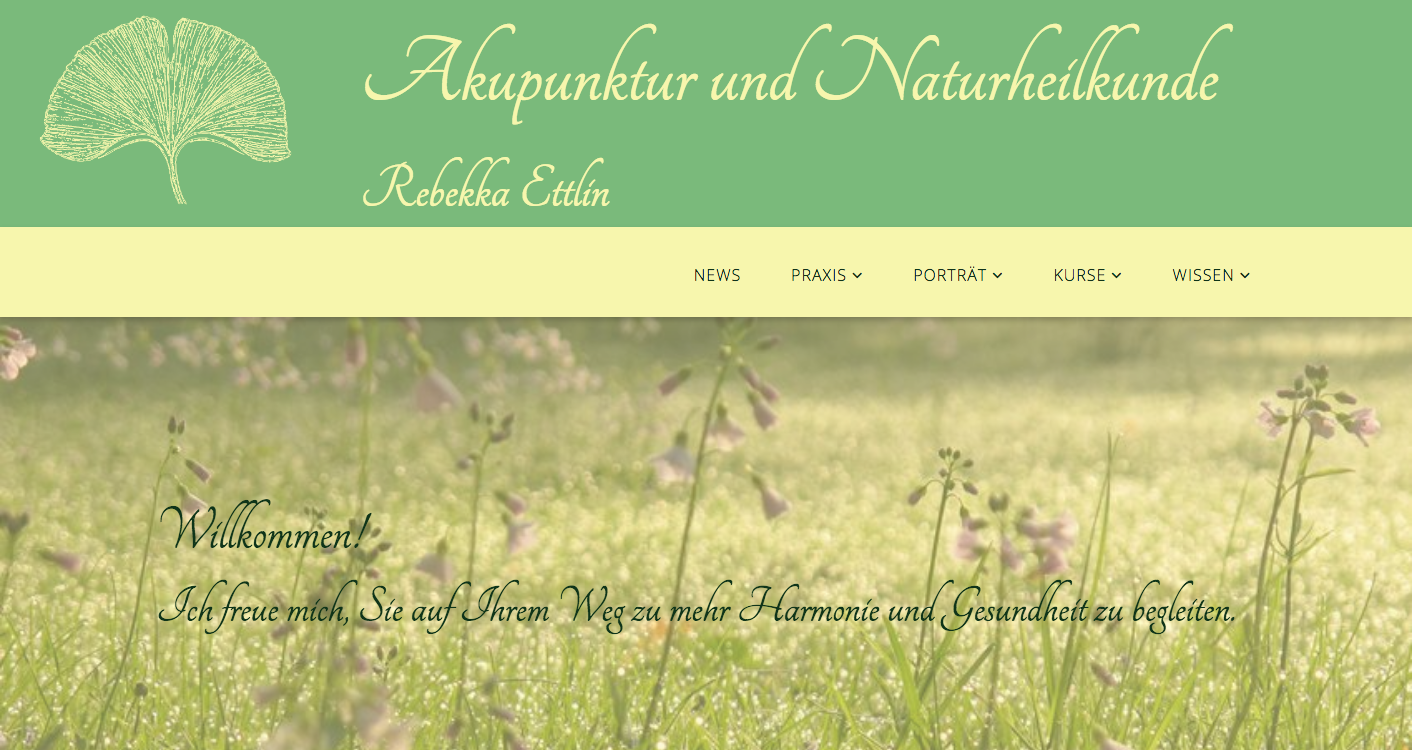 Akupunktur und Naturheilkunde
Rebekka Ettlin
NEWS PRAXIS PORTRÄT KURSE WISSEN
Willkommen!
Ich freue mich, Sie auf Ihrem Weg zu mehr Harmonie und Gesundheit zu begleiten.